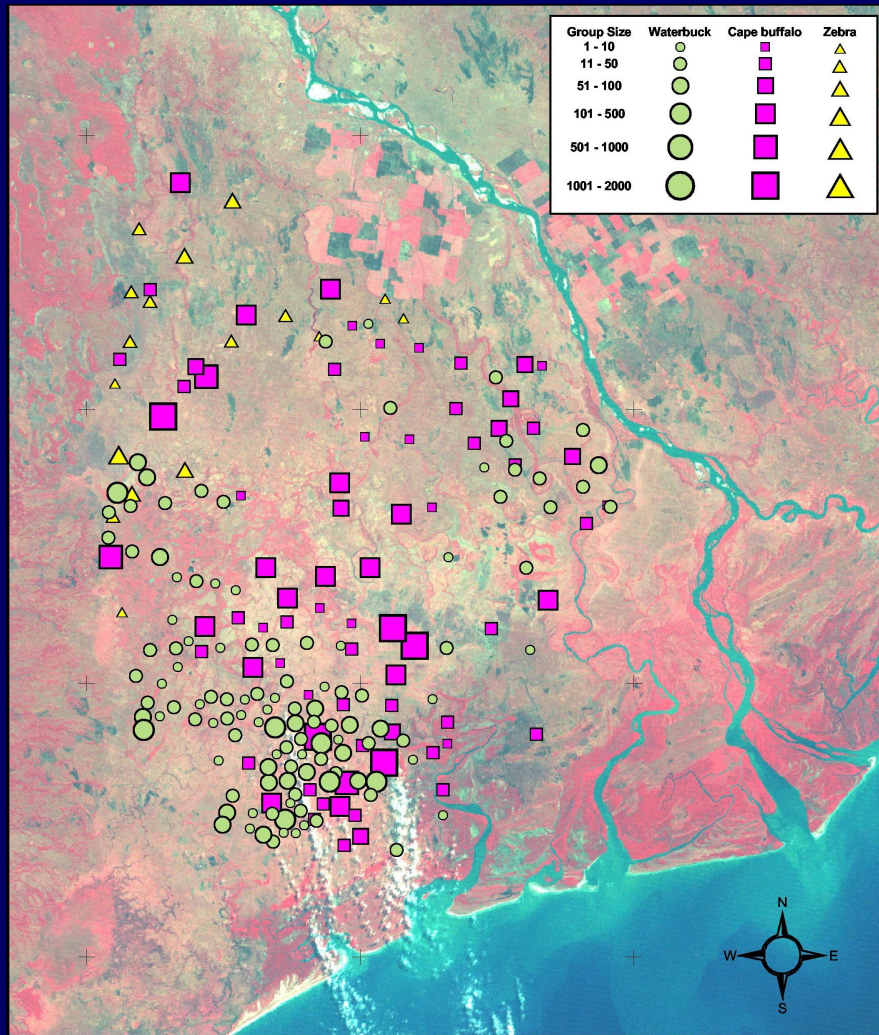 Group Size Waterbuck Cape buffalo Zebra
1 - 10
11 - 50
51 - 100
101 - 500
501 - 1000
1001 - 2000
N
W E
S